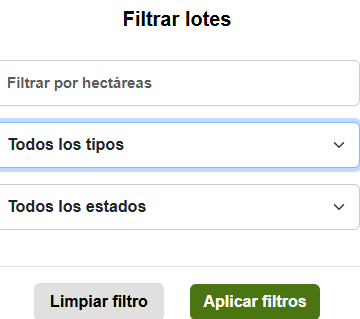 Filtrar lotes
Filtrar por hectáreas
Todos los tipos
Todos los estados
Limpiar filtro
Aplicar filtros